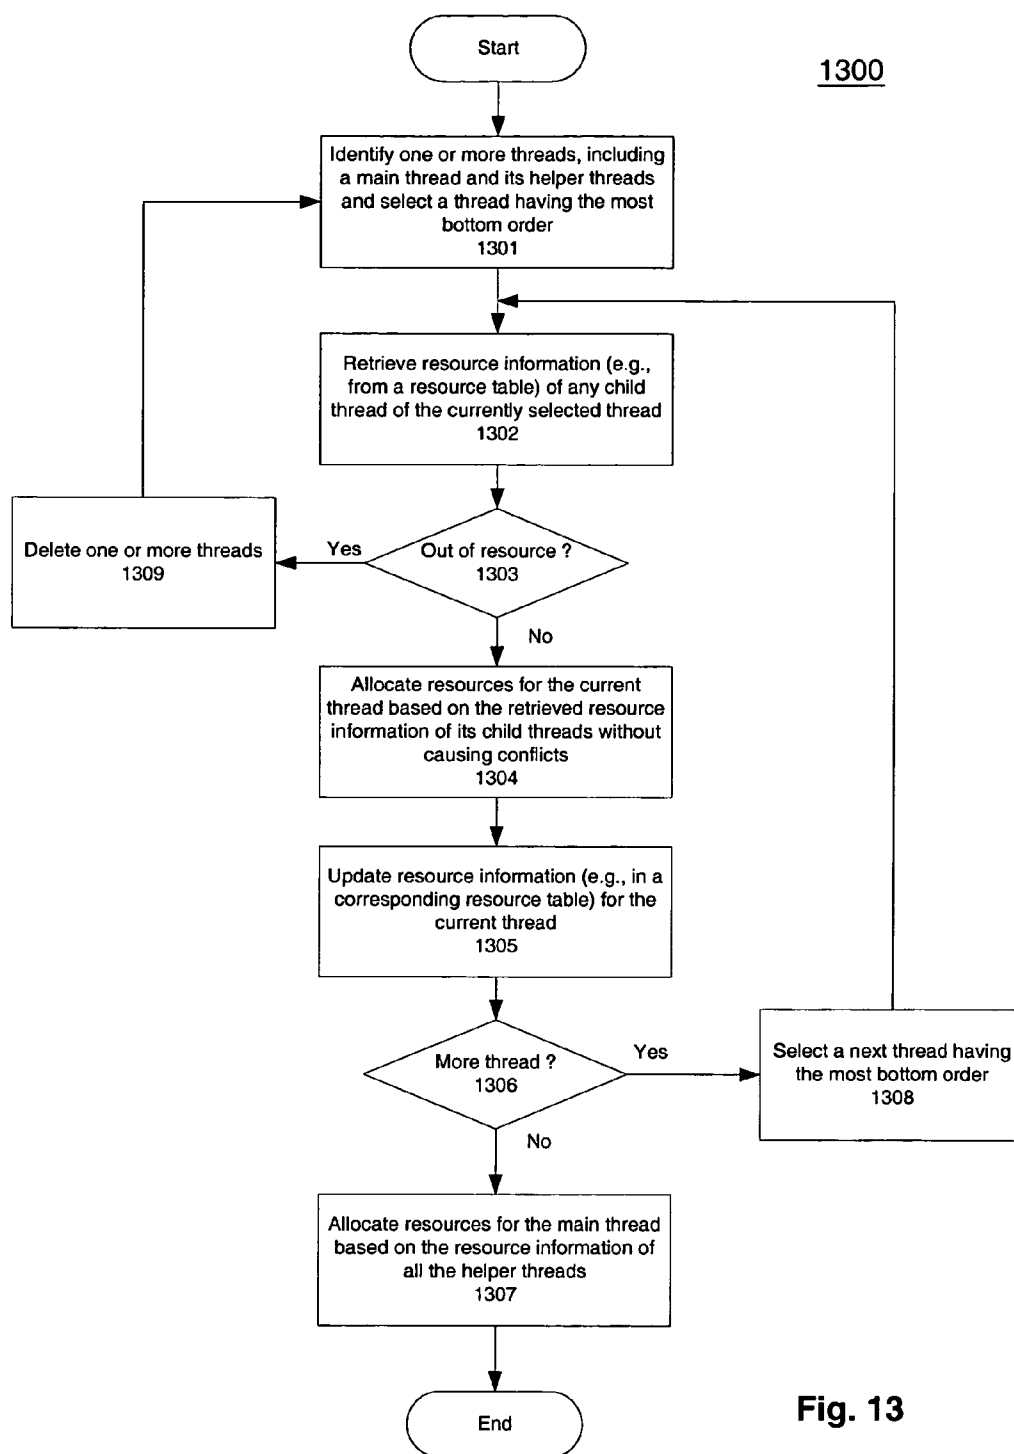 Start
1300
Identify one or more threads, including
a main thread and its helper threads
and select a thread having the most
bottom order
1301
Retrieve resource information (e.g.,
from a resource table) of any child
thread of the currently selected thread
1302
Delete one or more threads
1309
Yes
Out of resource ?
1303
No
Allocate resources for the current
thread based on the retrieved resource
information of its child threads without
causing conflicts
1304
Update resource information (e.g., in a
corresponding resource table) for the
current thread
1305
More thread ?
1306
Yes
Select a next thread having
the most bottom order
1308
No
Allocate resources for the main thread
based on the resource information of
all the helper threads
1307
End
Fig. 13